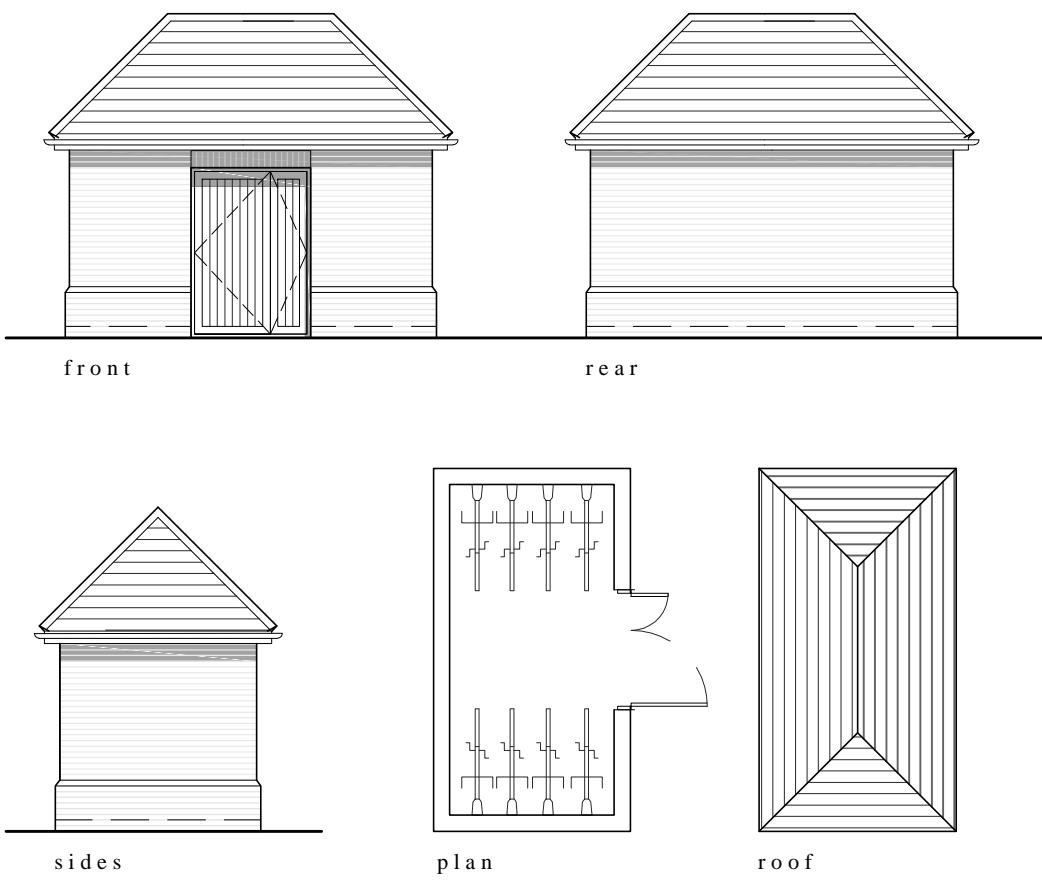 front
rear
sides
plan
roof